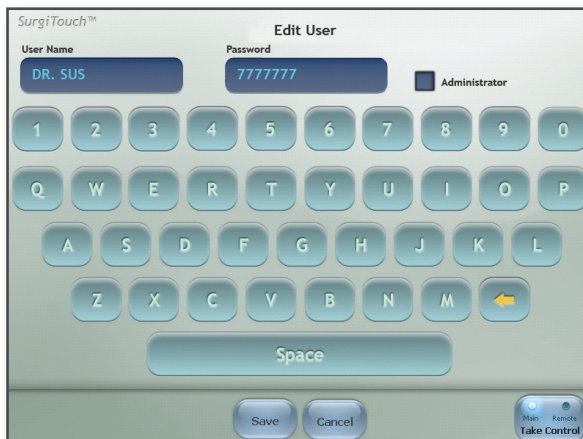 SurgiTouch™
Edit User
User Name Password
DR. SUS 7777777 Administrator
1 2 3 4 5 6 7 8 9 0
Q W E R T Y U I O P
A S D F G H J K L
Z X C V B N M
Space
Save Cancel
Main Remote
Take Control